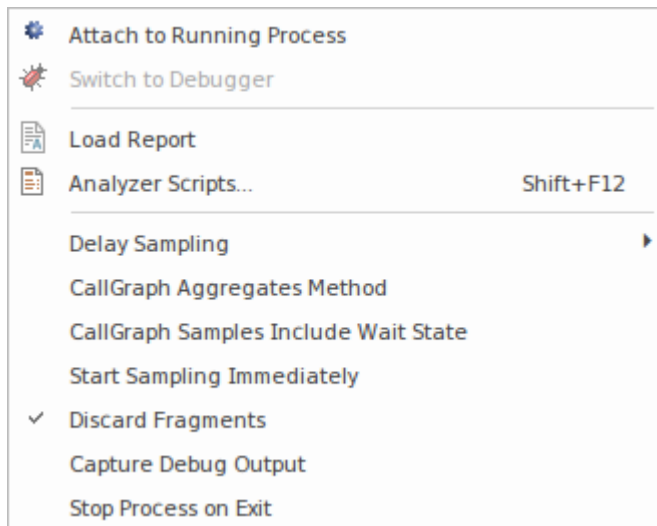 Attach to Running Process
Switch to Debugger
Load Report
Analyzer Scripts... Shift+F12
Delay Sampling
CallGraph Aggregates Method
CallGraph Samples Include Wait State
Start Sampling Immediately
Discard Fragments
Capture Debug Output
Stop Process on Exit